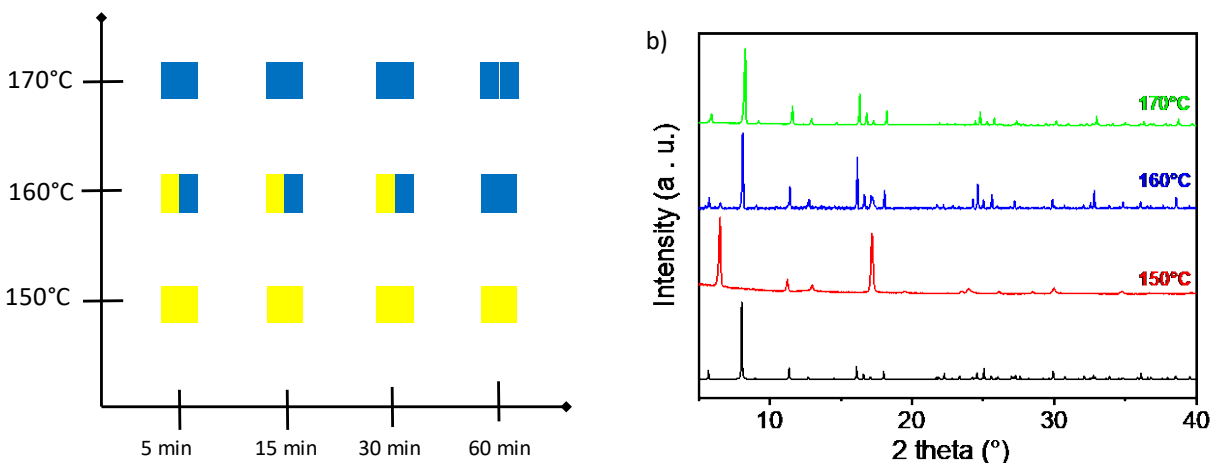 170°C
160°C
150°C
5 min
15 min
30 min
60 min
b)
Intensity (a . u.)
170°C
160°C
150°C
10
20
30
40
2 theta (°)